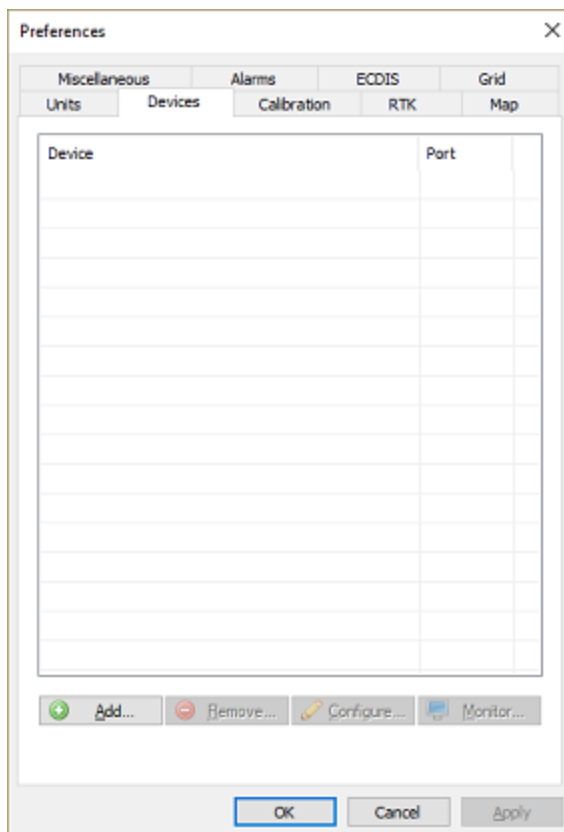 Preferences
Miscellaneous Alarms ECDIS Grid
Units Devices Calibration RTK Map
Device Port
Add... Remove... Configure... Monitor...
OK Cancel Apply